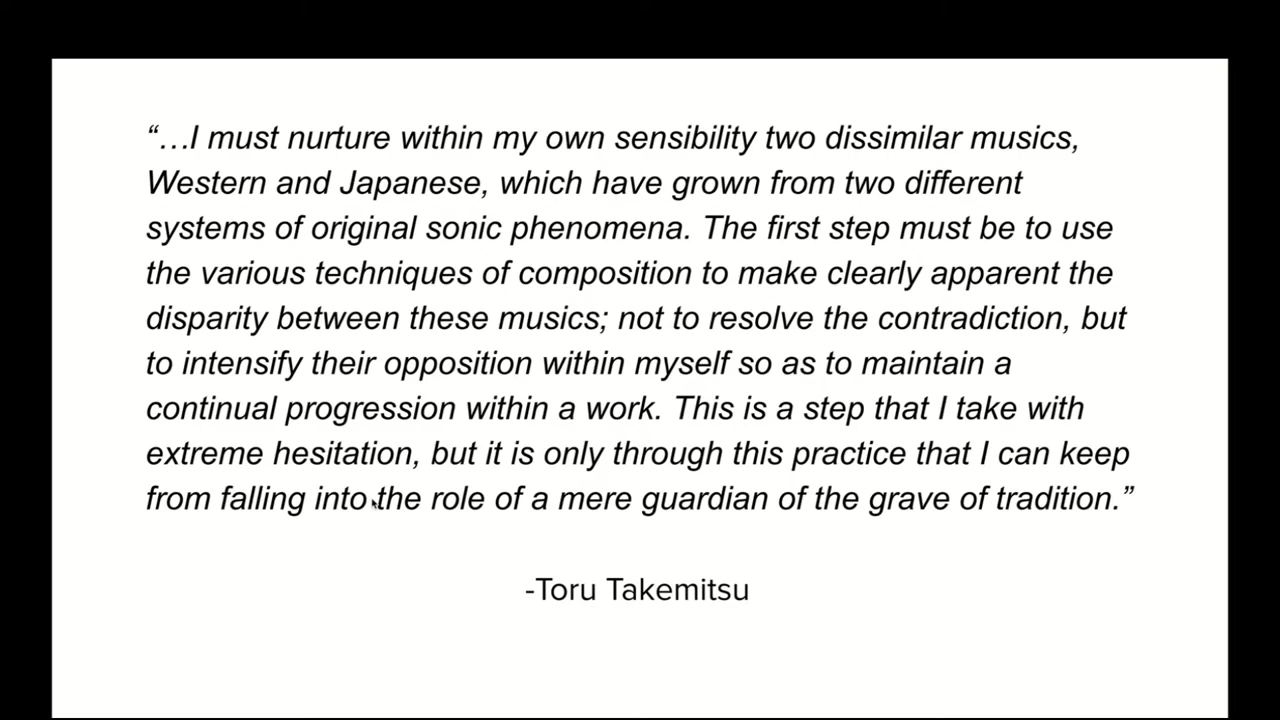 “…I must nurture within my own sensibility two dissimilar musics,
Western and Japanese, which have grown from two different
systems of original sonic phenomena. The first step must be to use
the various techniques of composition to make clearly apparent the
disparity between these musics; not to resolve the contradiction, but
to intensify their opposition within myself so as to maintain a
continual progression within a work. This is a step that I take with
extreme hesitation, but it is only through this practice that I can keep
from falling into the role of a mere guardian of the grave of tradition.”
-Toru Takemitsu